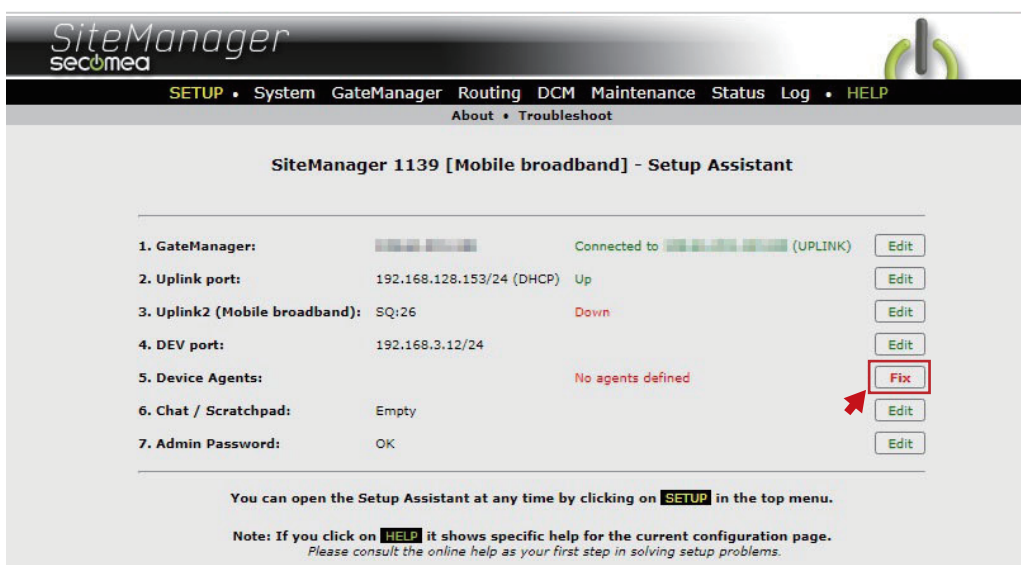 SiteManager
secomea
SETUP • System GateManager Routing DCM Maintenance Status Log • HELP
About • Troubleshoot
SiteManager 1139 [Mobile broadband] - Setup Assistant
1. GateManager: Connected to (UPLINK) Edit
2. Uplink port: 192.168.128.153/24 (DHCP) Up Edit
3. Uplink2 (Mobile broadband): SQ:26 Down Edit
4. DEV port: 192.168.3.12/24 Edit
5. Device Agents: No agents defined Fix
6. Chat / Scratchpad: Empty Edit
7. Admin Password: OK Edit
You can open the Setup Assistant at any time by clicking on SETUP in the top menu.
Note: If you click on HELP it shows specific help for the current configuration page.
Please consult the online help as your first step in solving setup problems.